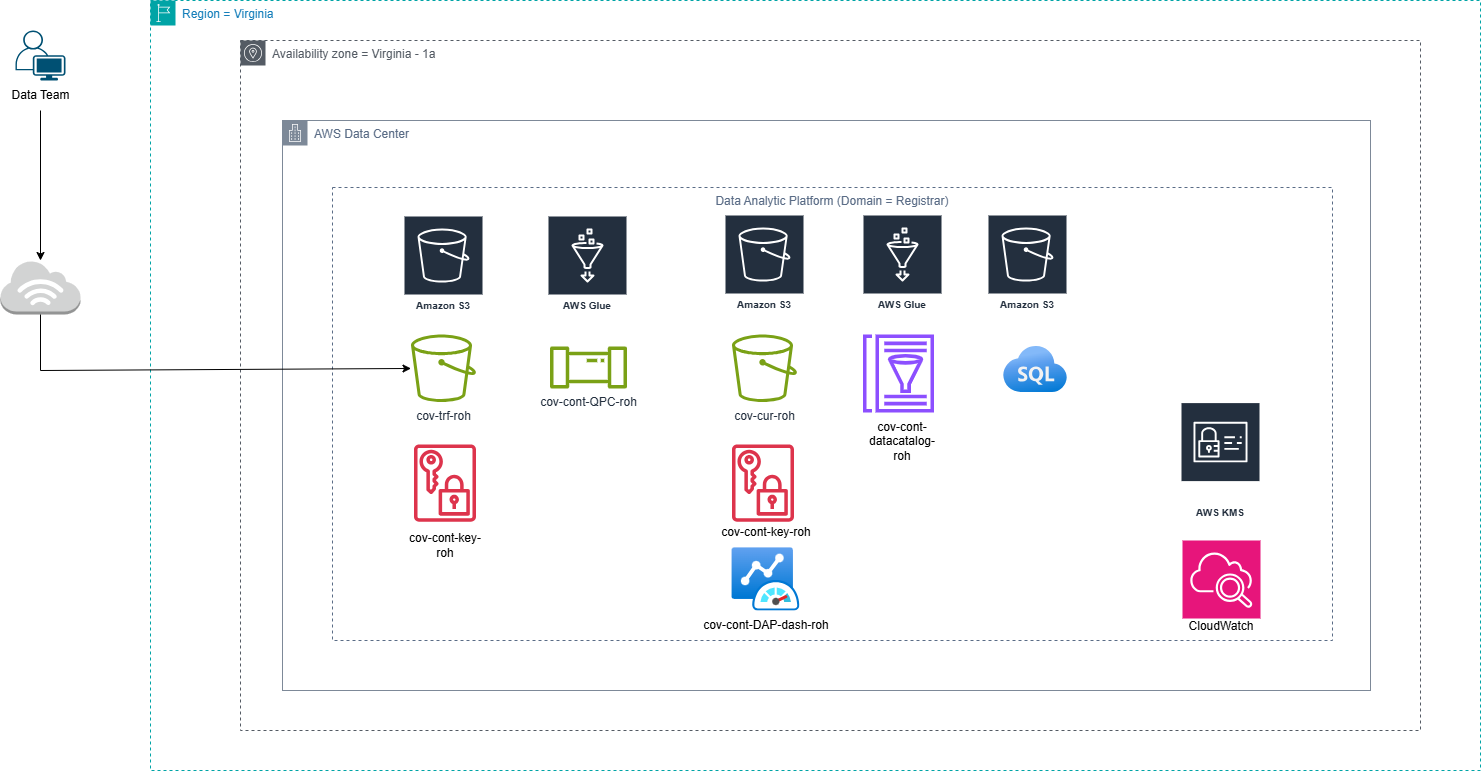 Region = Virginia
Availability zone = Virginia - 1a
Data Team
AWS Data Center
Data Analytic Platform (Domain = Registrar)
Amazon S3
AWS Glue
Amazon S3
AWS Glue
Amazon S3
cov-trf-roh
cov-cont-QPC-roh
cov-cur-roh
cov-cont-
datacatalog-
roh
SQL
cov-cont-key-
roh
cov-cont-key-roh
AWS KMS
cov-cont-DAP-dash-roh
CloudWatch